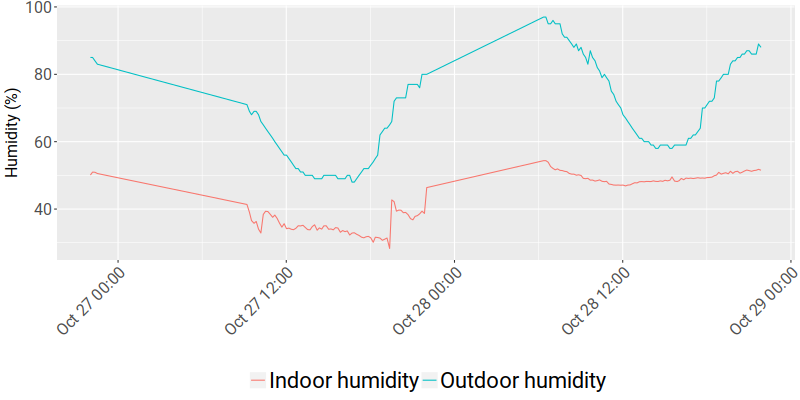 100
80
60
40
Humidity (%)
Oct 27 00:00
Oct 27 12:00
Oct 28 00:00
Oct 28 12:00
Oct 29 00:00
Indoor humidity Outdoor humidity